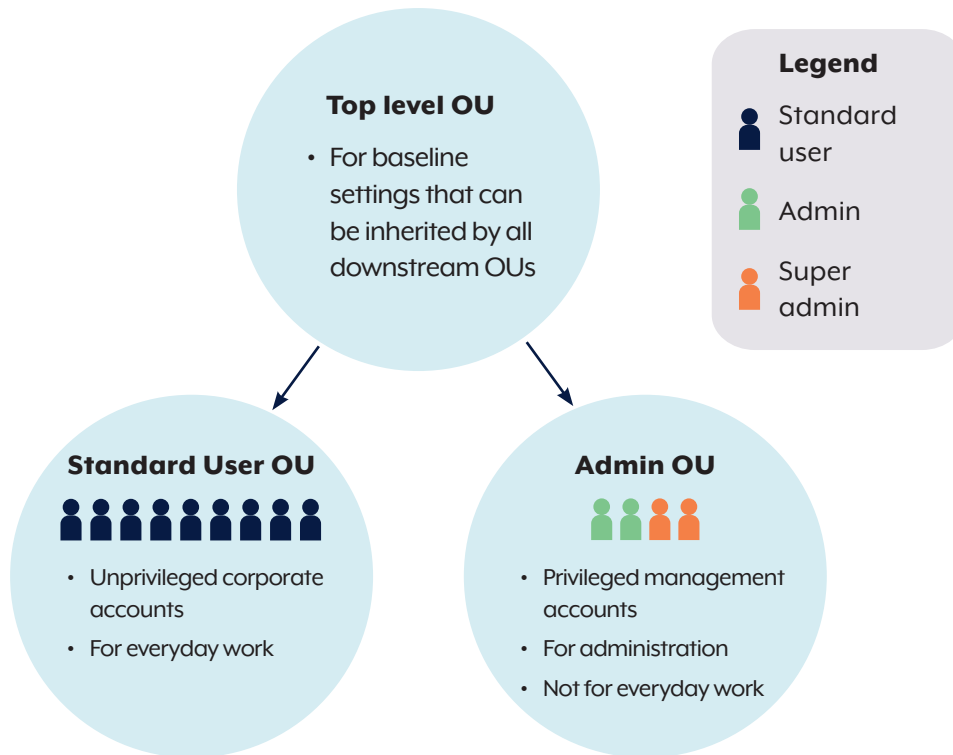 Top level OU
• For baseline
settings that can
be inherited by all
downstream OUs
Legend
Standard
user
Admin
Super
admin
Standard User OU
• Unprivileged corporate
accounts
• For everyday work
Admin OU
• Privileged management
accounts
• For administration
• Not for everyday work